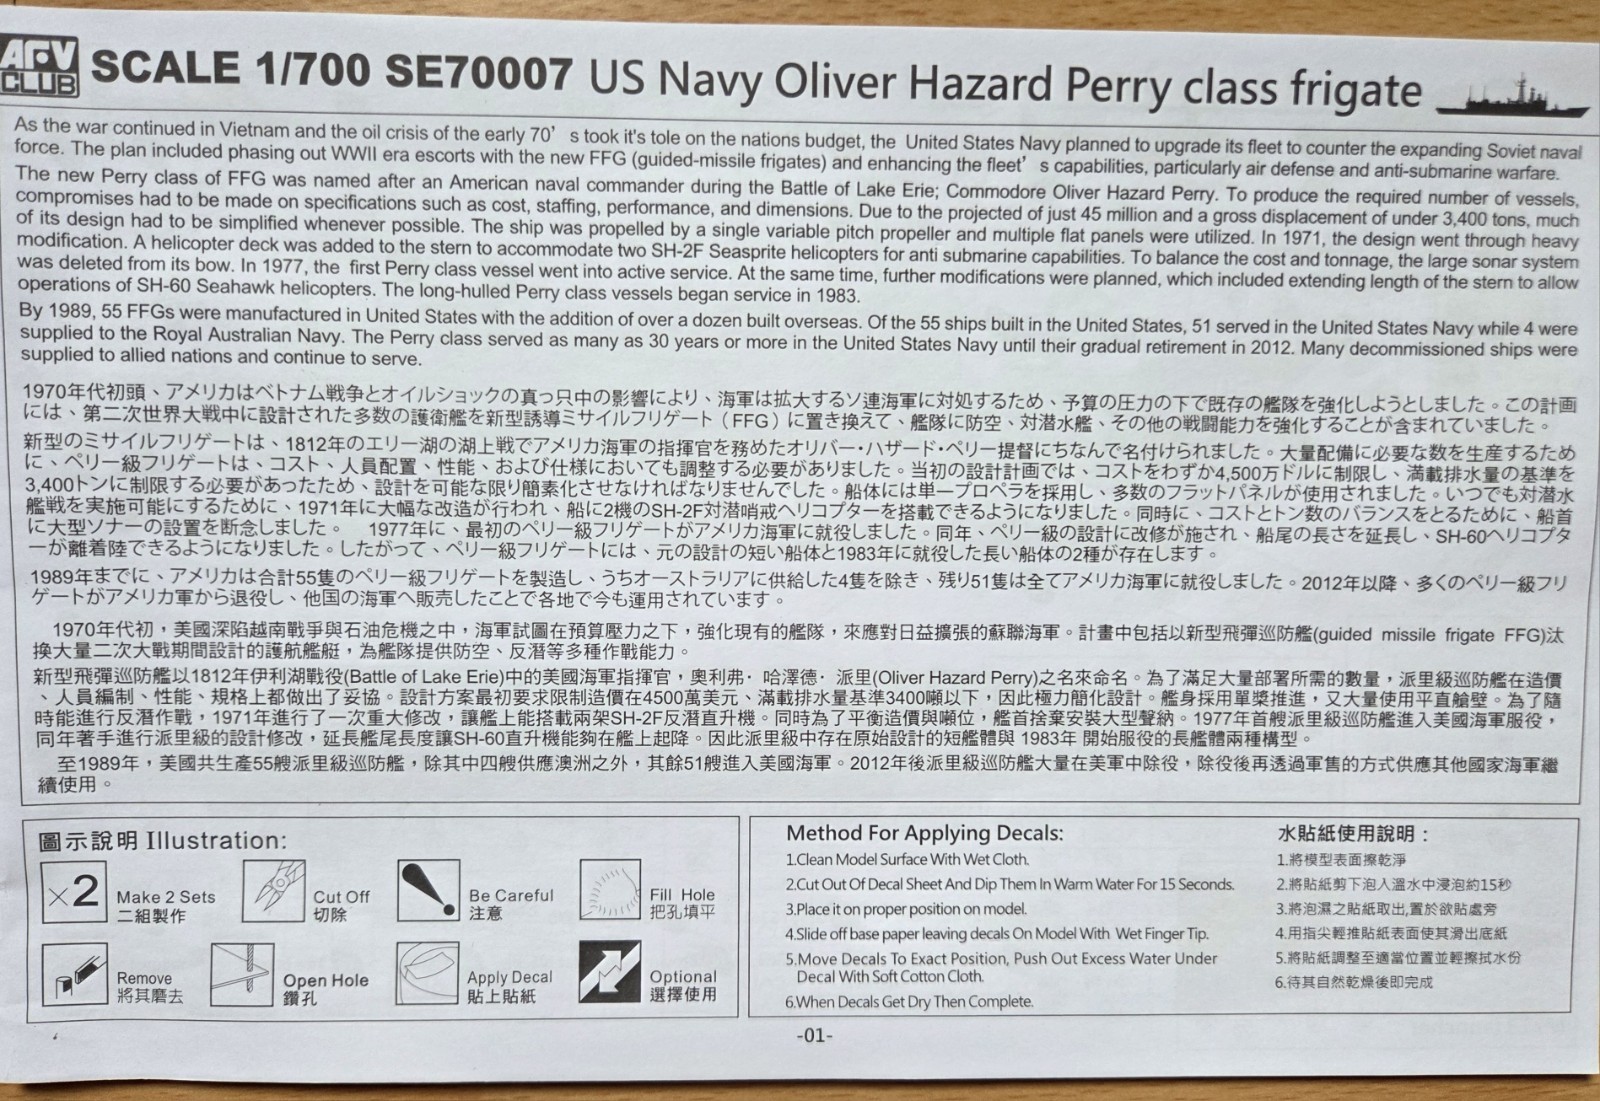 AFV CLUB
SCALE 1/700 SE70007 US Navy Oliver Hazard Perry class frigate
As the war continued in Vietnam and the oil crisis of the early 70' s took it's tole on the nations budget, the United States Navy planned to upgrade its fleet to counter the expanding Soviet naval
force. The plan included phasing out WWII era escorts with the new FFG (guided-missile frigates) and enhancing the fleet' s capabilities, particularly air defense and anti-submarine warfare.
The new Perry class of FFG was named after an American naval commander during the Battle of Lake Erie; Commodore Oliver Hazard Perry. To produce the required number of vessels,
compromises had to be made on specifications such as cost, staffing, performance, and dimensions. Due to the projected of just 45 million and a gross displacement of under 3,400 tons, much
of its design had to be simplified whenever possible. The ship was propelled by a single variable pitch propeller and multiple flat panels were utilized. In 1971, the design went through heavy
modification. A helicopter deck was added to the stern to accommodate two SH-2F Seasprite helicopters for anti submarine capabilities. To balance the cost and tonnage, the large sonar system
was deleted from its bow. In 1977, the first Perry class vessel went into active service. At the same time, further modifications were planned, which included extending length of the stern to allow
operations of SH-60 Seahawk helicopters. The long-hulled Perry class vessels began service in 1983.
By 1989, 55 FFGs were manufactured in United States with the addition of over a dozen built overseas. Of the 55 ships built in the United States, 51 served in the United States Navy while 4 were
supplied to the Royal Australian Navy. The Perry class served as many as 30 years or more in the United States Navy until their gradual retirement in 2012. Many decommissioned ships were
supplied to allied nations and continue to serve.
1970年代初頭、アメリカはベトナム戦争とオイルショックの真っ只中の影響により、海軍は拡大するソ連海軍に対処するため、予算の圧力の下で既存の艦隊を強化しようとしました。この計画
には、第二次世界大戦中に設計された多数の護衛艦を新型誘導ミサイルフリゲート（FFG）に置き換えて、艦隊に防空、対潜水艦、その他の戦闘能力を強化することが含まれていました。
新型のミサイルフリゲートは、1812年のエリー湖の湖上戦でアメリカ海軍の指揮官を務めたオリバー・ハザード・ペリー提督にちなんで名付けられました。大量配備に必要な数を生産するため
に、ペリー級フリゲートは、コスト、人員配置、性能、および仕様においても調整する必要がありました。当初の設計計画では、コストをわずか4,500万ドルに制限し、満載排水量の基準を
3,400トンに制限する必要があったため、設計を可能な限り簡素化させなければなりませんでした。船体には単一プロペラを採用し、多数のフラットパネルが使用されました。いつでも対潜水
艦戦を実施可能にするために、1971年に大幅な改造が行われ、船に2機のSH-2F対潜哨戒ヘリコプターを搭載できるようになりました。同時に、コストとトン数のバランスをとるために、船首
に大型ソナーの設置を断念しました。 1977年に、最初のペリー級フリゲートがアメリカ海軍に就役しました。同年、ペリー級の設計に改修が施され、船尾の長さを延長し、SH-60ヘリコプタ
ーが離着陸できるようになりました。したがって、ペリー級フリゲートには、元の設計の短い船体と1983年に就役した長い船体の2種が存在します。
1989年までに、アメリカは合計55隻のペリー級フリゲートを製造し、うちオーストラリアに供給した4隻を除き、残り51隻は全てアメリカ海軍に就役しました。2012年以降、多くのペリー級フリ
ゲートがアメリカ軍から退役し、他国の海軍へ販売したことで各地で今も運用されています。
1970年代初，美國深陷越南戰爭與石油危機之中，海軍試圖在預算壓力之下，強化現有的艦隊，來應對日益擴張的蘇聯海軍。計畫中包括以新型飛彈巡防艦(guided missile frigate FFG)汰
換大量二次大戰期間設計的護航艦艇，為艦隊提供防空、反潛等多種作戰能力。
新型飛彈巡防艦以1812年伊利湖戰役(Battle of Lake Erie)中的美國海軍指揮官，奧利弗· 哈澤德· 派里(Oliver Hazard Perry)之名來命名。為了滿足大量部署所需的數量，派里級巡防艦在造價
、人員編制、性能、規格上都做出了妥協。設計方案最初要求限制造價在4500萬美元、滿載排水量基準3400噸以下，因此極力簡化設計。艦身採用單槳推進，又大量使用平直艙壁。為了隨
時能進行反潛作戰，1971年進行了一次重大修改，讓艦上能搭載兩架SH-2F反潛直升機。同時為了平衡造價與噸位，艦首捨棄安裝大型聲納。1977年首艘派里級巡防艦進入美國海軍服役，
同年著手進行派里級的設計修改，延長艦尾長度讓SH-60直升機能夠在艦上起降。因此派里級中存在原始設計的短艦體與 1983年 開始服役的長艦體兩種構型。
至1989年，美國共生產55艘派里級巡防艦，除其中四艘供應澳洲之外，其餘51艘進入美國海軍。2012年後派里級巡防艦大量在美軍中除役，除役後再透過軍售的方式供應其他國家海軍繼
續使用。
圖示說明 Illustration:
×2
Make 2 Sets
二組製作
Cut Off
切除
Be Careful
注意
Fill Hole
把孔填平
Remove
將其磨去
Open Hole
鑽孔
Apply Decal
貼上貼紙
Optional
選擇使用
Method For Applying Decals:
1.Clean Model Surface With Wet Cloth.
2.Cut Out Of Decal Sheet And Dip Them In Warm Water For 15 Seconds.
3.Place it on proper position on model.
4.Slide off base paper leaving decals On Model With Wet Finger Tip.
5.Move Decals To Exact Position, Push Out Excess Water Under
Decal With Soft Cotton Cloth.
6.When Decals Get Dry Then Complete.
水貼紙使用說明：
1.將模型表面擦乾淨
2.將貼紙剪下泡入溫水中浸泡約15秒
3.將泡濕之貼紙取出,置於欲貼處旁
4.用指尖輕推貼紙表面使其滑出底紙
5.將貼紙調整至適當位置並輕擦拭水份
6.待其自然乾燥後即完成
-01-